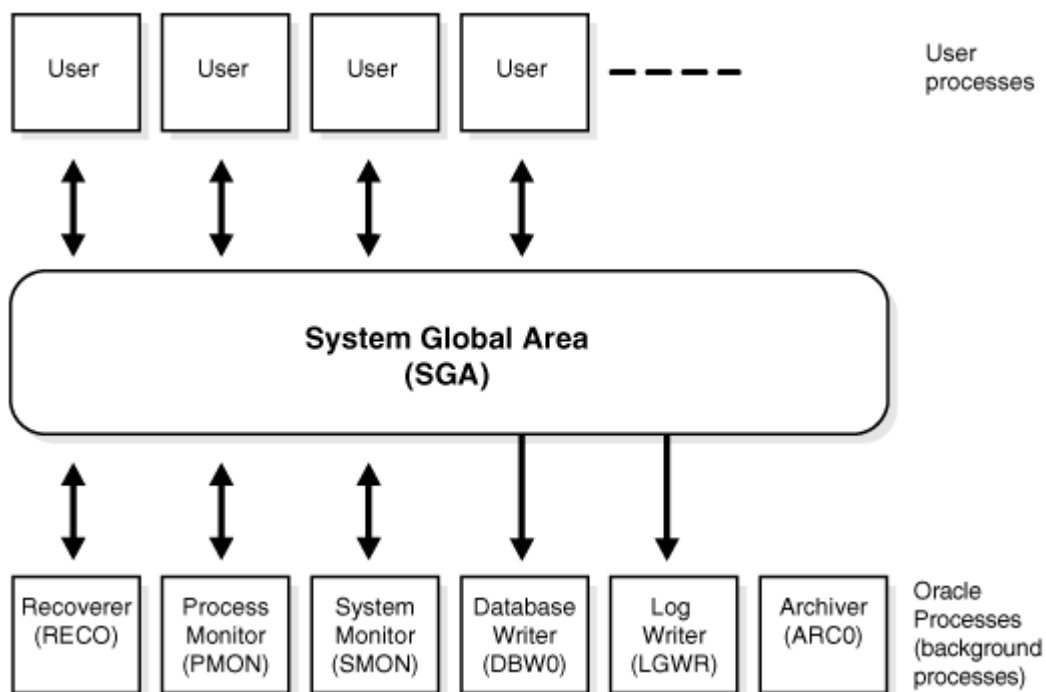 User
User
User
User
User
processes
System Global Area
(SGA)
Recoverer
(RECO)
Process
Monitor
(PMON)
System
Monitor
(SMON)
Database
Writer
(DBW0)
Log
Writer
(LGWR)
Archiver
(ARC0)
Oracle
Processes
(background
processes)